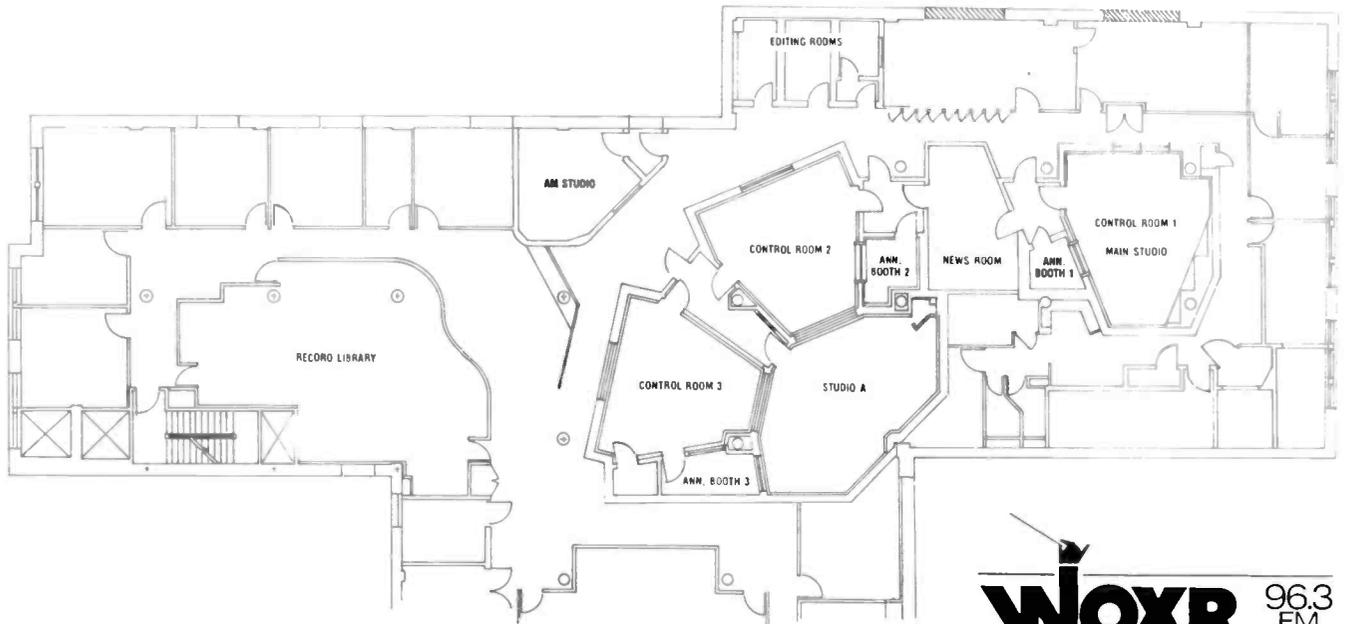 EDITING ROOMS
AM STUDIO
CONTROL ROOM 2
ANN.
BOOTH 2
NEWS ROOM
ANN.
BOOTH 1
CONTROL ROOM 1
MAIN STUDIO
RECORD LIBRARY
CONTROL ROOM 3
STUDIO A
ANN. BOOTH 3
WQXR
96.3
FM